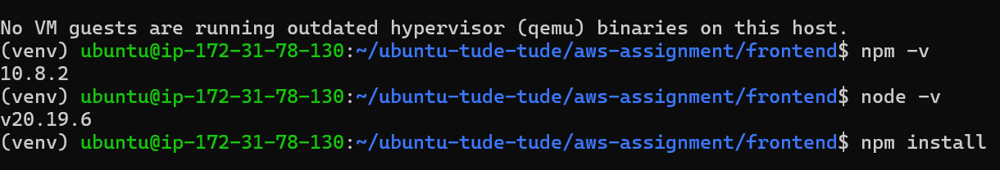 No VM guests are running outdated hypervisor (qemu) binaries on this host.
(venv) ubuntu@ip-172-31-78-130:~/ubuntu-tude-tude/aws-assignment/frontend$ npm -v
10.8.2
(venv) ubuntu@ip-172-31-78-130:~/ubuntu-tude-tude/aws-assignment/frontend$ node -v
v20.19.6
(venv) ubuntu@ip-172-31-78-130:~/ubuntu-tude-tude/aws-assignment/frontend$ npm install